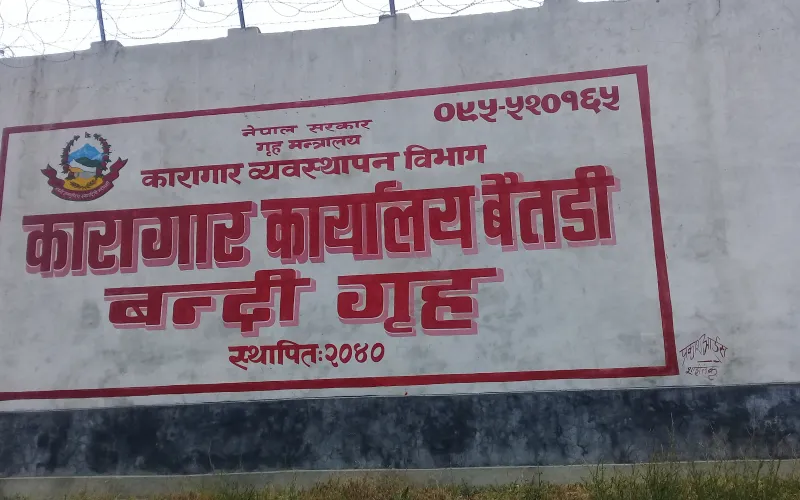 ०९५-५२०१६५
नेपाल सरकार
गृह मन्त्रालय
कारागार व्यवस्थापन विभाग
कारागार कार्यालय बैतडी
बन्दी गृह
स्थापितः२०४०